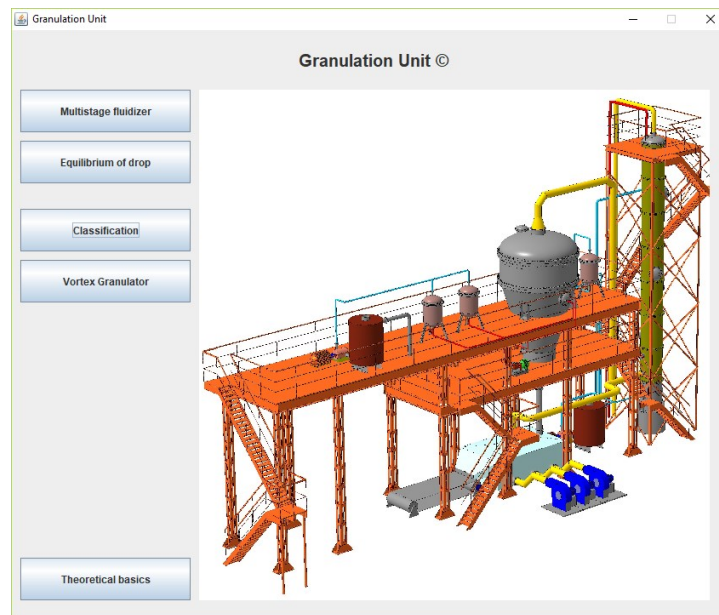 Granulation Unit
Granulation Unit ©
Multistage fluidizer
Equilibrium of drop
Classification
Vortex Granulator
Theoretical basics